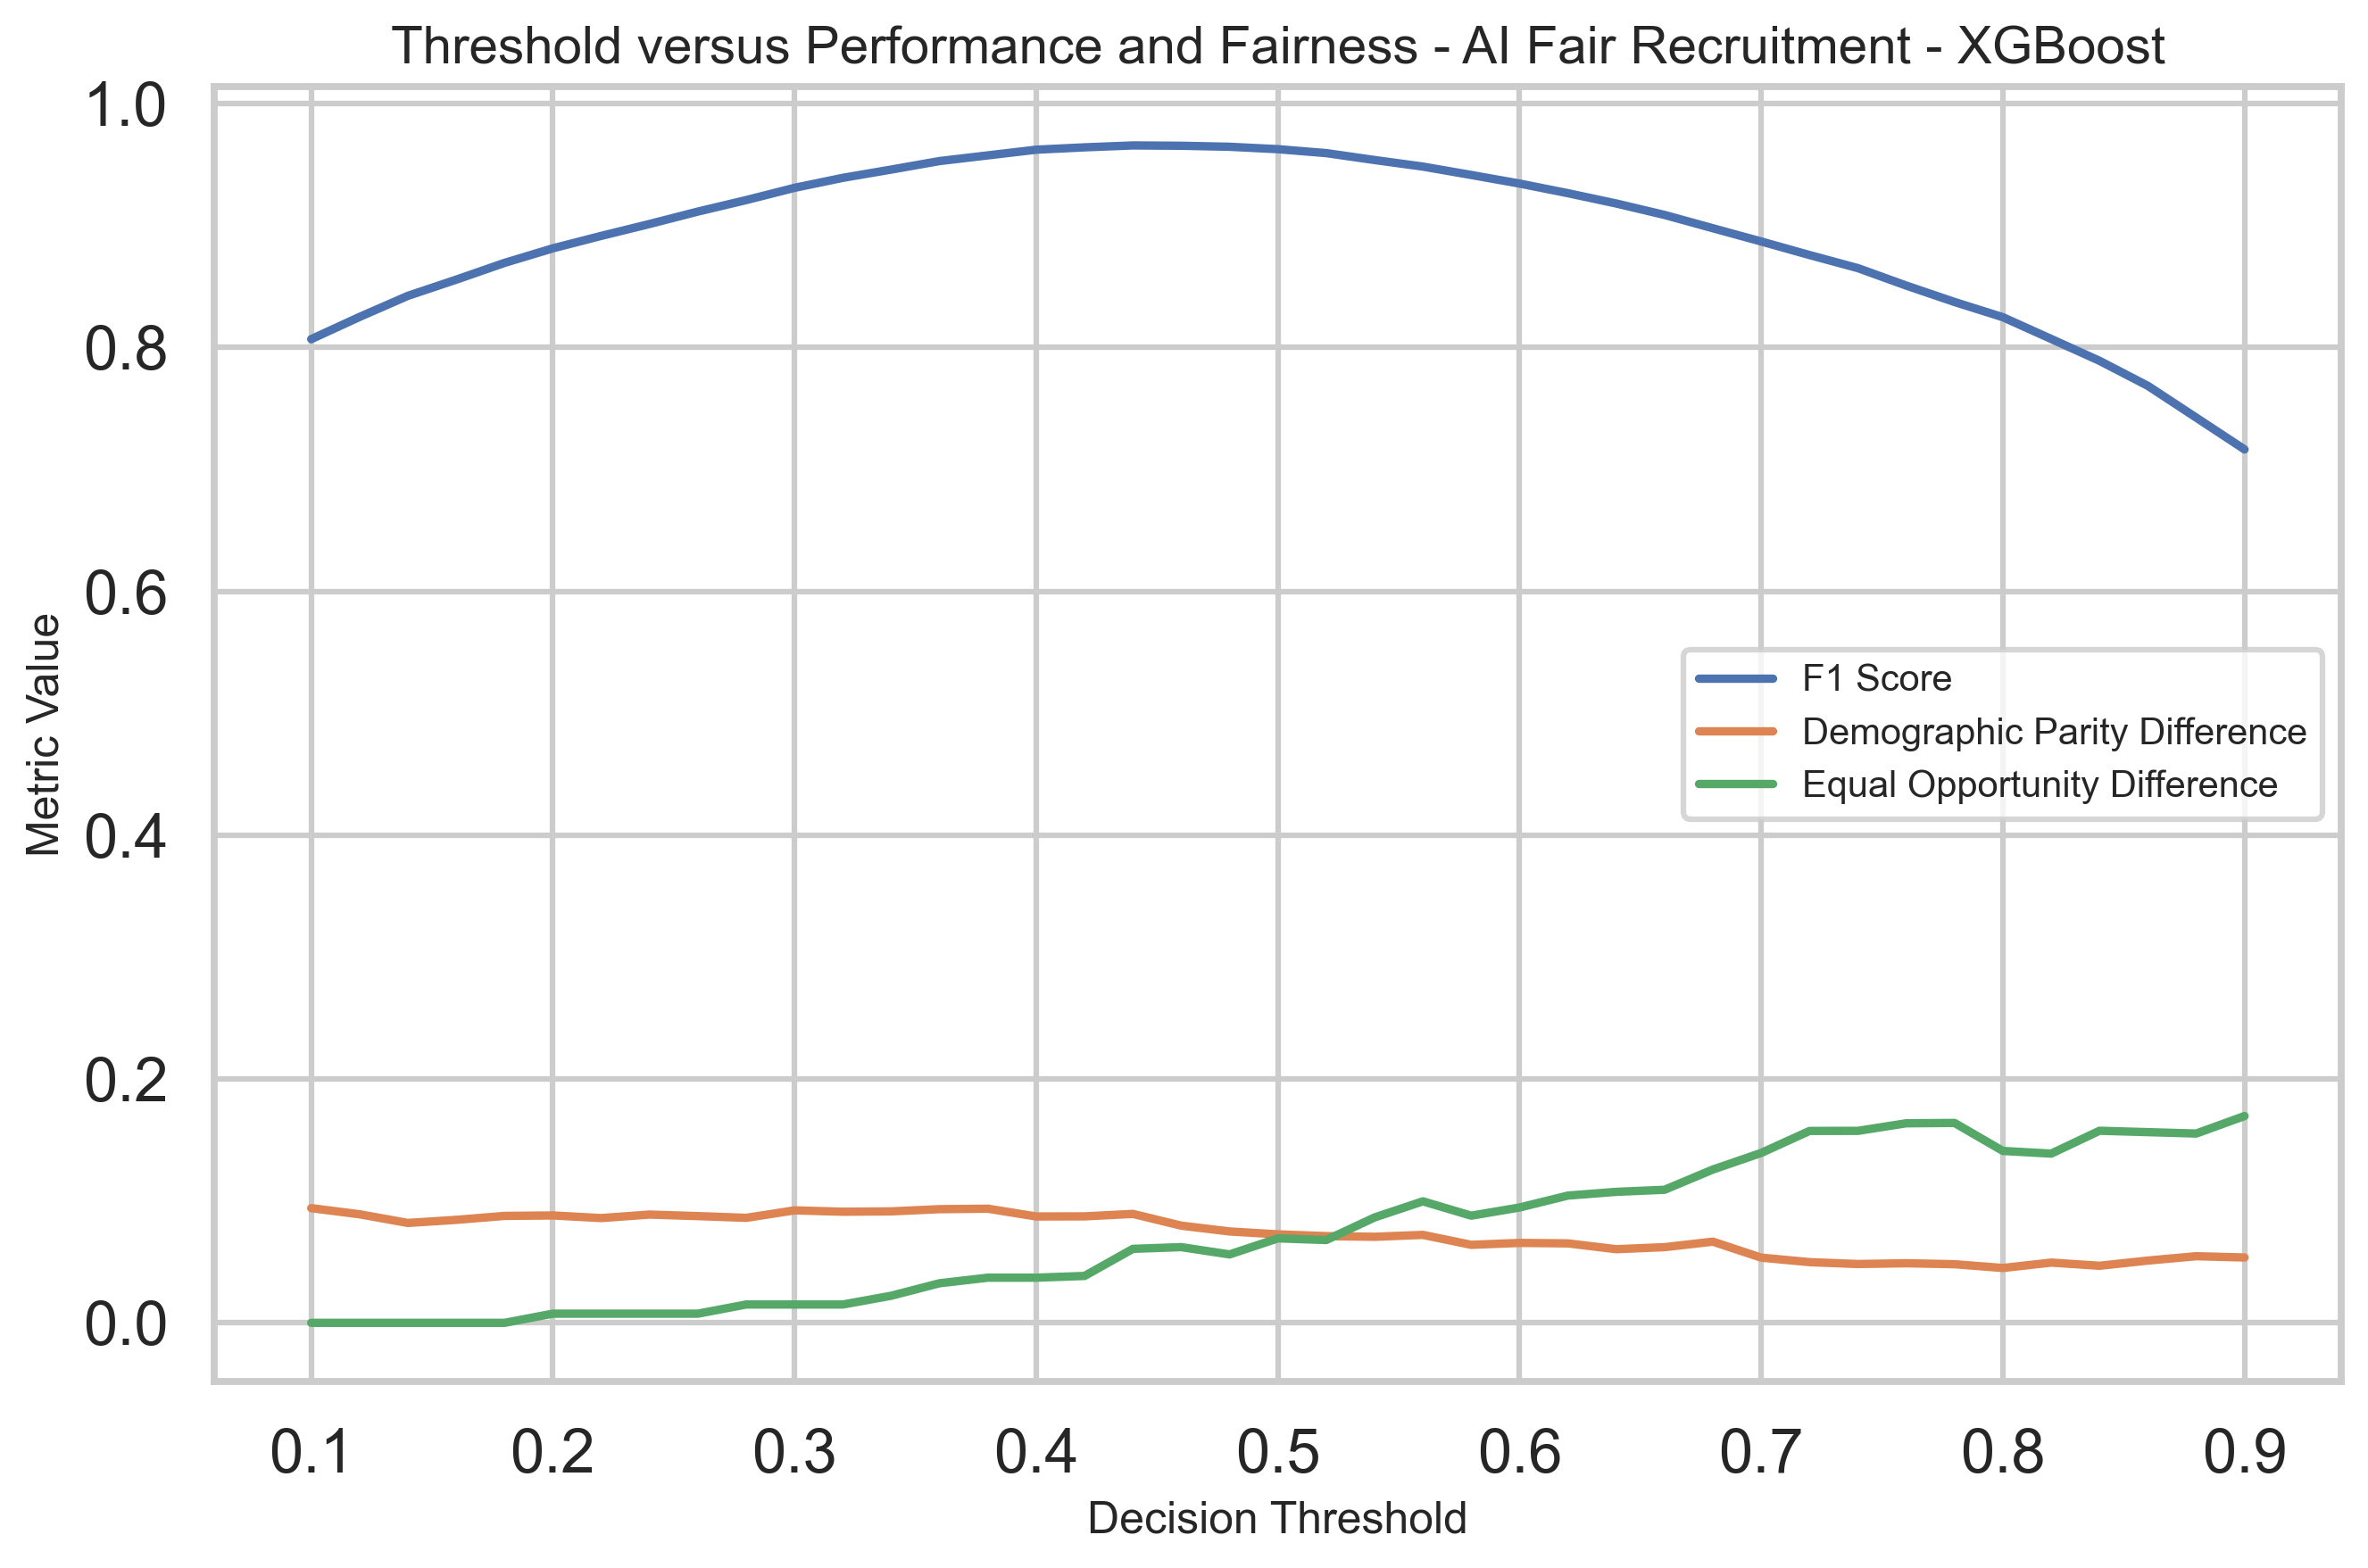 Threshold versus Performance and Fairness - AI Fair Recruitment - XGBoost
1.0
0.8
0.6
0.4
0.2
0.0
Metric Value
F1 Score
Demographic Parity Difference
Equal Opportunity Difference
0.1 0.2 0.3 0.4 0.5 0.6 0.7 0.8 0.9
Decision Threshold